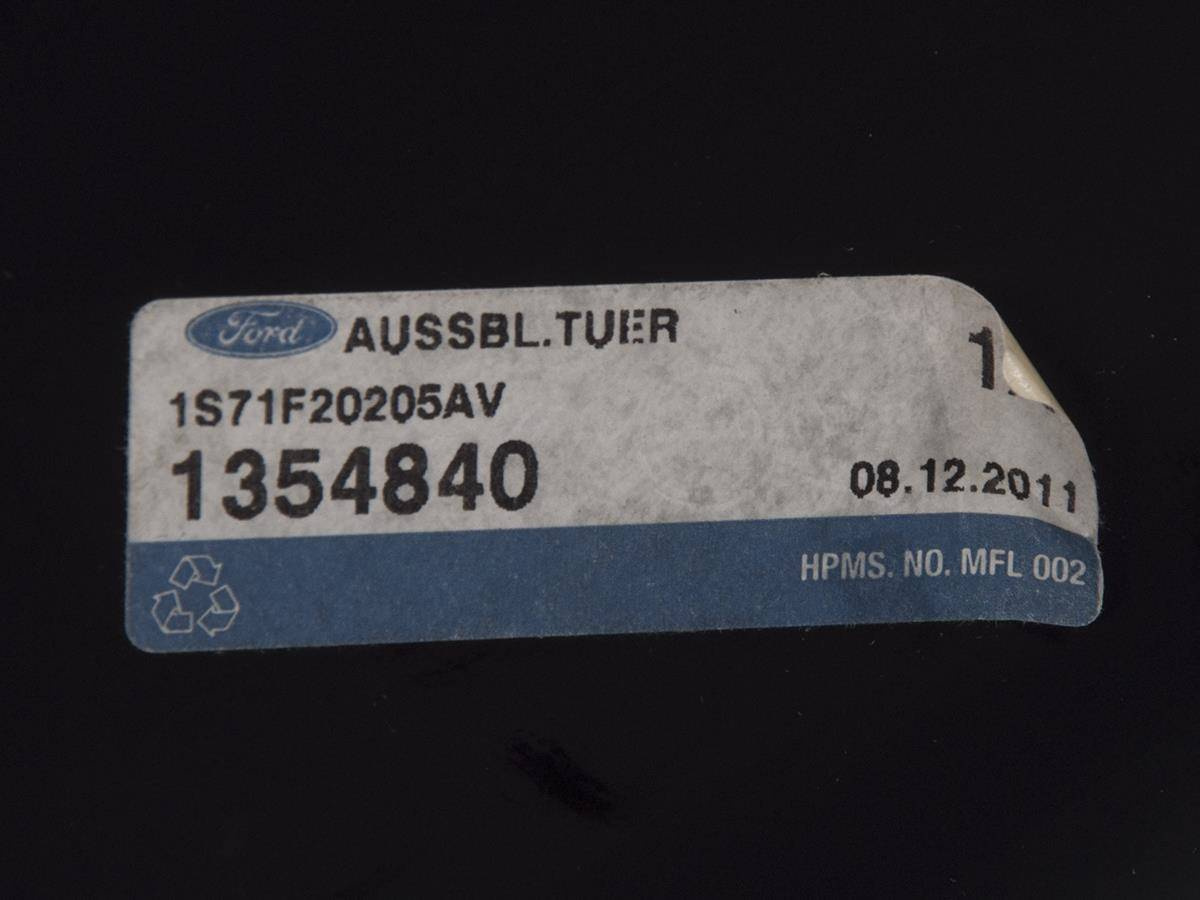 Ford AUSSBL.TUER
1S71F20205AV
1354840
08.12.2011
HPMS. NO. MFL 002